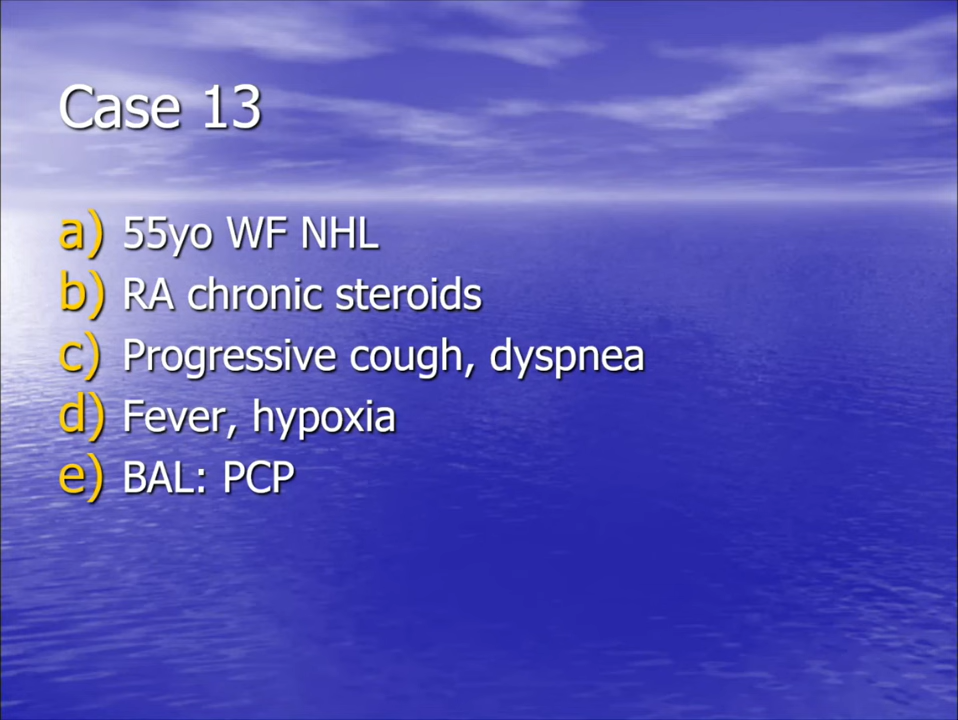 Case 13
a) 55yo WF NHL
b) RA chronic steroids
c) Progressive cough, dyspnea
d) Fever, hypoxia
e) BAL: PCP